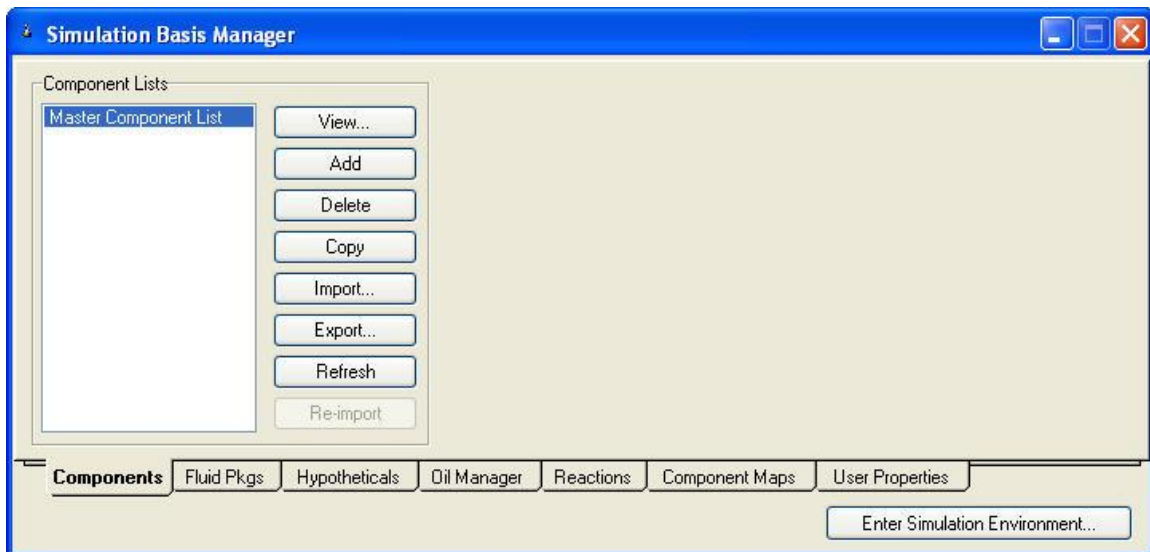 Simulation Basis Manager
Component Lists
Master Component List
View...
Add
Delete
Copy
Import...
Export...
Refresh
Re-import
Components Fluid Pkgs Hypotheticals Oil Manager Reactions Component Maps User Properties
Enter Simulation Environment...